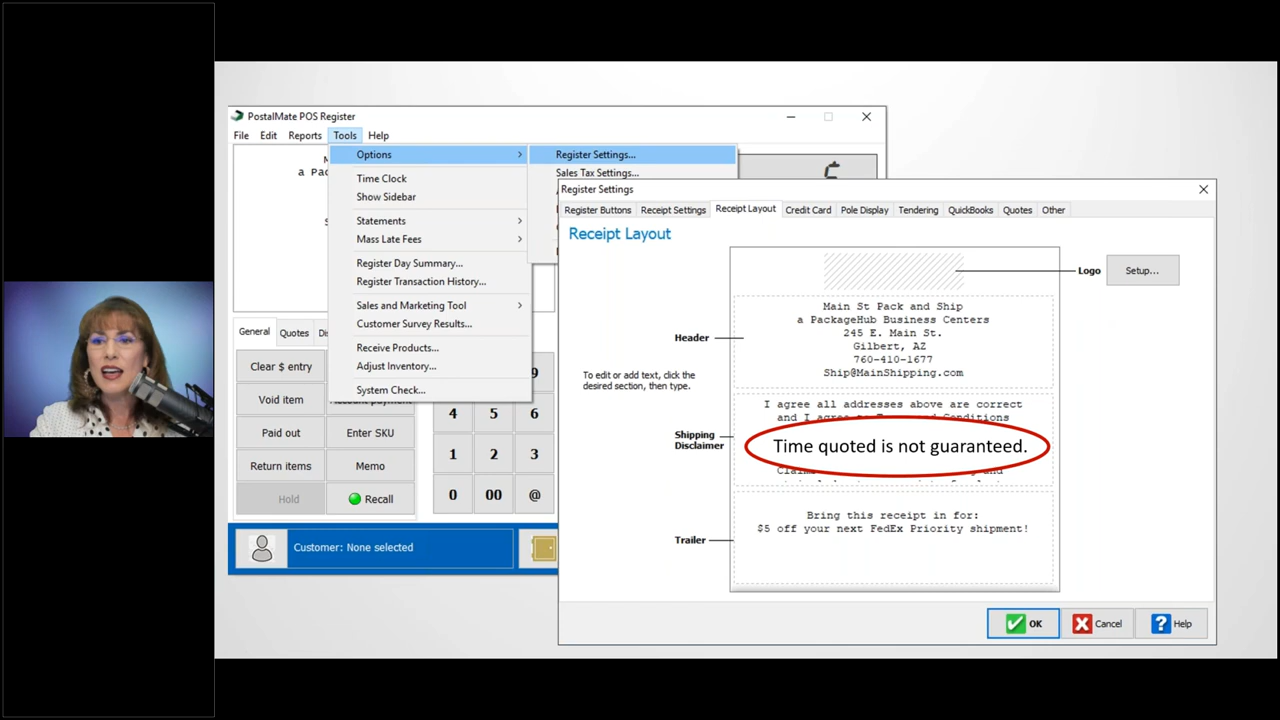 PostalMate POS Register
File Edit Reports Tools Help
Options
Time Clock
Show Sidebar
Statements
Mass Late Fees
Register Day Summary...
Register Transaction History...
Sales and Marketing Tool
Customer Survey Results...
Receive Products...
Adjust Inventory...
System Check...
Register Settings...
Sales Tax Settings...
General Quotes
Clear $ entry
Void item
Paid out Enter SKU
Return items Memo
Hold Recall
9
4 5 6
1 2 3
0 00 @
Customer: None selected
Register Settings
Register Buttons Receipt Settings Receipt Layout Credit Card Pole Display Tendering QuickBooks Quotes Other
Receipt Layout
Logo Setup...
Header
Main St Pack and Ship
a PackageHub Business Centers
245 E. Main St.
Gilbert, AZ
760-410-1677
Ship@MainShipping.com
To edit or add text, click the
desired section, then type.
Shipping
Disclaimer
I agree all addresses above are correct
Time quoted is not guaranteed.
Trailer
Bring this receipt in for:
$5 off your next FedEx Priority shipment!
OK Cancel Help